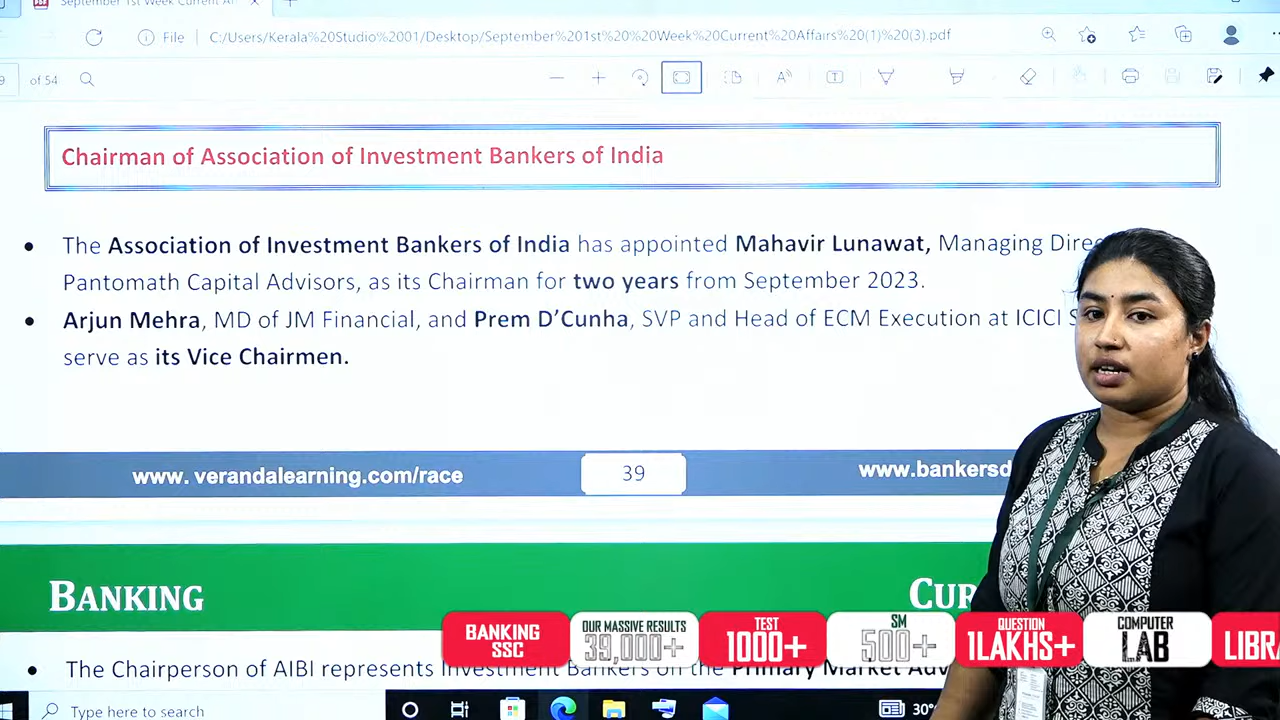 September 1st Week Current Af
File
C:/Users/Kerala%20Studio%2001/Desktop/September%201st%20%20Week%20Current%20Affairs%20(1)%20(3).pdf
9 of 54
Chairman of Association of Investment Bankers of India
• The Association of Investment Bankers of India has appointed Mahavir Lunawat, Managing Direc
Pantomath Capital Advisors, as its Chairman for two years from September 2023.
• Arjun Mehra, MD of JM Financial, and Prem D’Cunha, SVP and Head of ECM Execution at ICICI S
serve as its Vice Chairmen.
www. verandalearning.com/race
39
www.bankersd
BANKING
CUR
BANKING SSC
OUR MASSIVE RESULTS 39,000+
TEST 1000+
SM 500+
QUESTION 1LAKHS+
COMPUTER LAB
LIBRA
• The Chairperson of AIBI represents Investment Bankers on the Primary Market Adv
Type here to search
30°